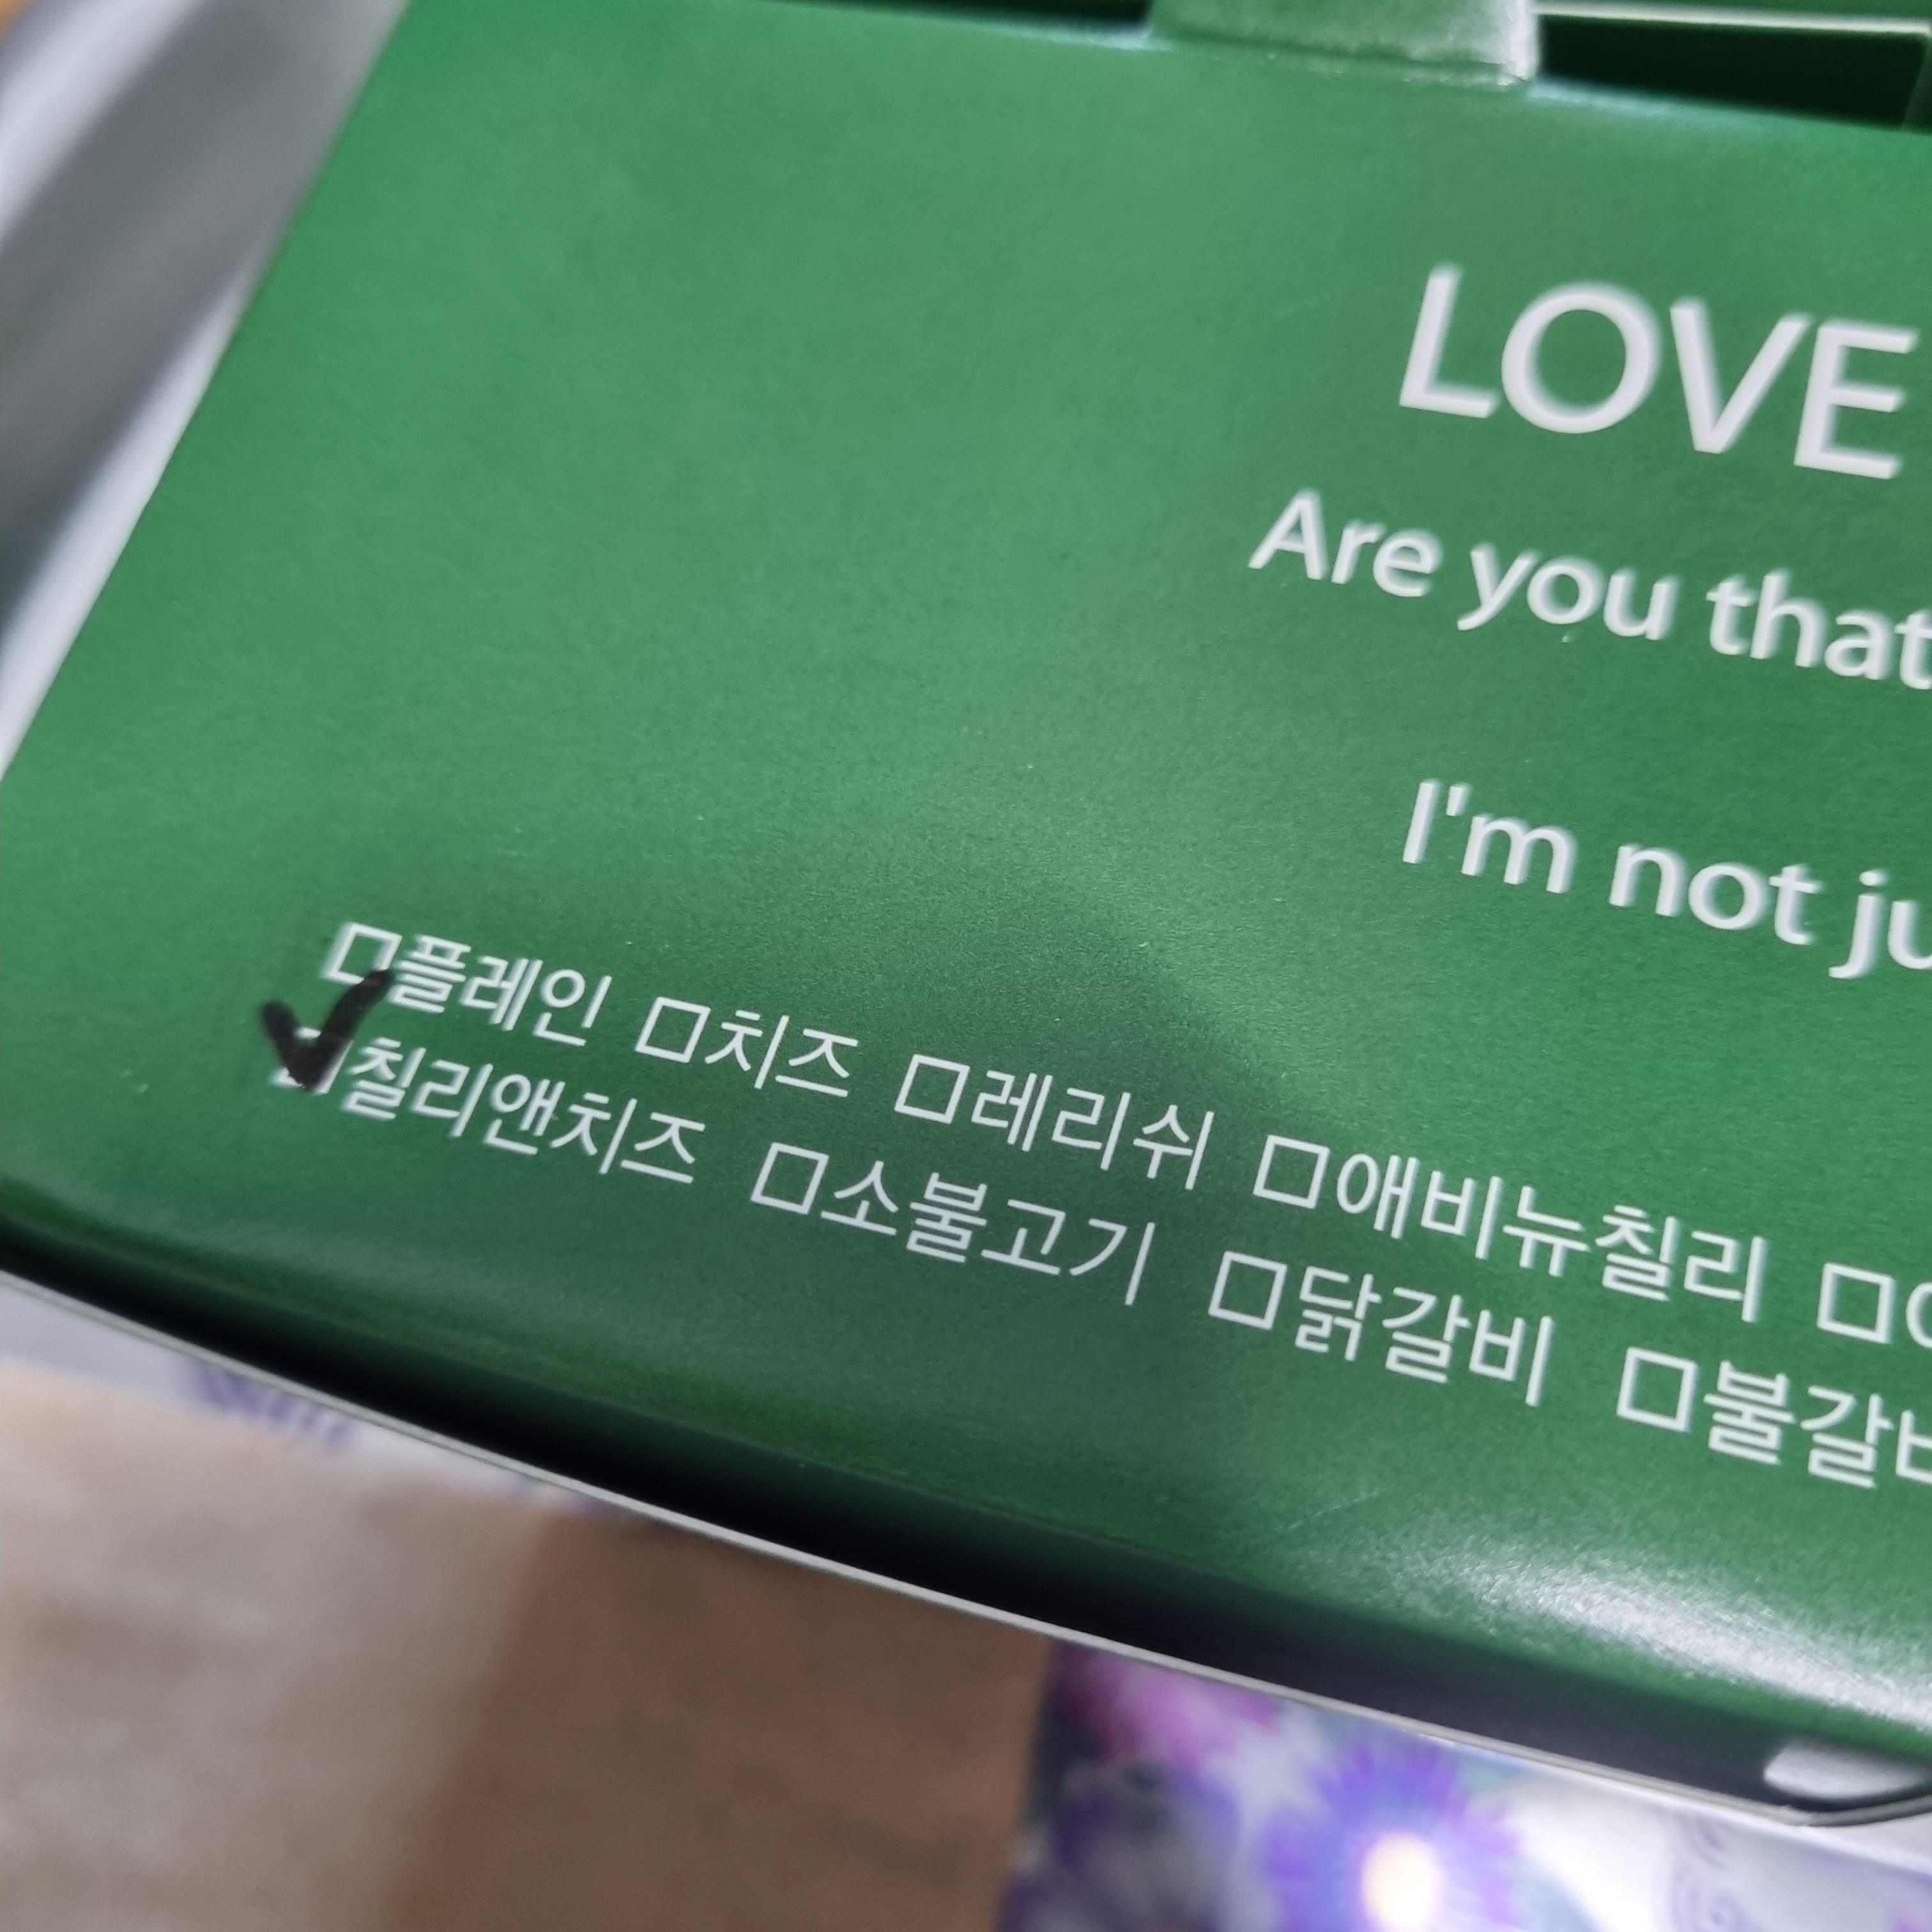 LOVE
Are you that
I'm not
□플레인 □치즈 □레리쉬 □애비뉴칠리 □
☑칠리앤치즈 □소불고기 □닭갈비 □불갈비